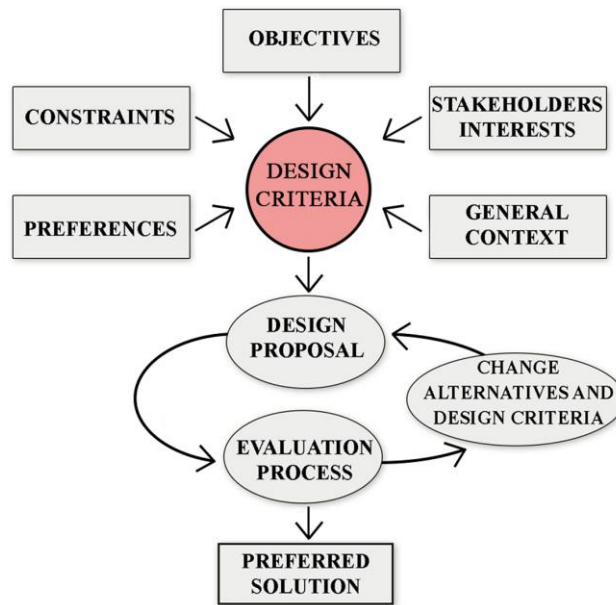 OBJECTIVES
CONSTRAINTS
STAKEHOLDERS
INTERESTS
DESIGN
CRITERIA
PREFERENCES
GENERAL
CONTEXT
DESIGN
PROPOSAL
CHANGE
ALTERNATIVES AND
DESIGN CRITERIA
EVALUATION
PROCESS
PREFERRED
SOLUTION